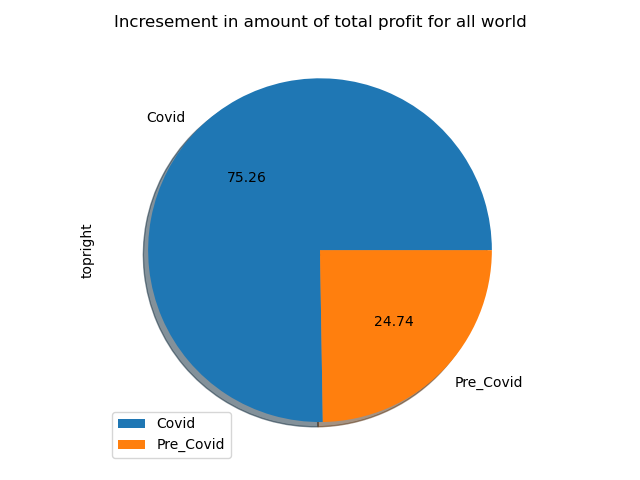 Incresement in amount of total profit for all world
Covid
75.26
topright
24.74
Pre_Covid
Covid
Pre_Covid